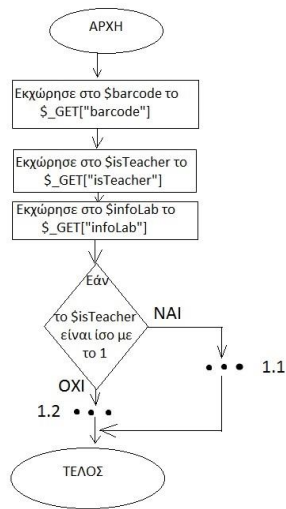 ΑΡΧΗ
Εκχώρησε στο $barcode το
$_GET["barcode"]
Εκχώρησε στο $isTeacher το
$_GET["isTeacher"]
Εκχώρησε στο $infoLab το
$_GET["infoLab"]
Εάν
το $isTeacher
είναι ίσο με
το 1
ΝΑΙ
1.1
ΟΧΙ
1.2
ΤΕΛΟΣ